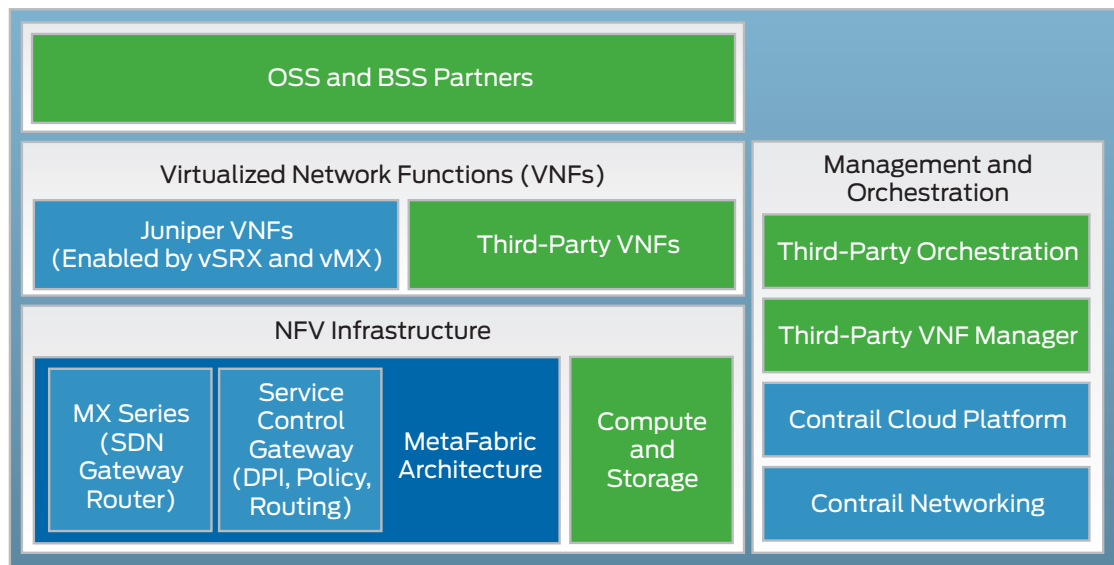 OSS and BSS Partners
Virtualized Network Functions (VNFs)
Juniper VNFs
(Enabled by vSRX and vMX)
Third-Party VNFs
NFV Infrastructure
MX Series
(SDN
Gateway
Router)
Service
Control
Gateway
(DPI, Policy,
Routing)
MetaFabric
Architecture
Compute
and
Storage
Management and
Orchestration
Third-Party Orchestration
Third-Party VNF Manager
Contrail Cloud Platform
Contrail Networking